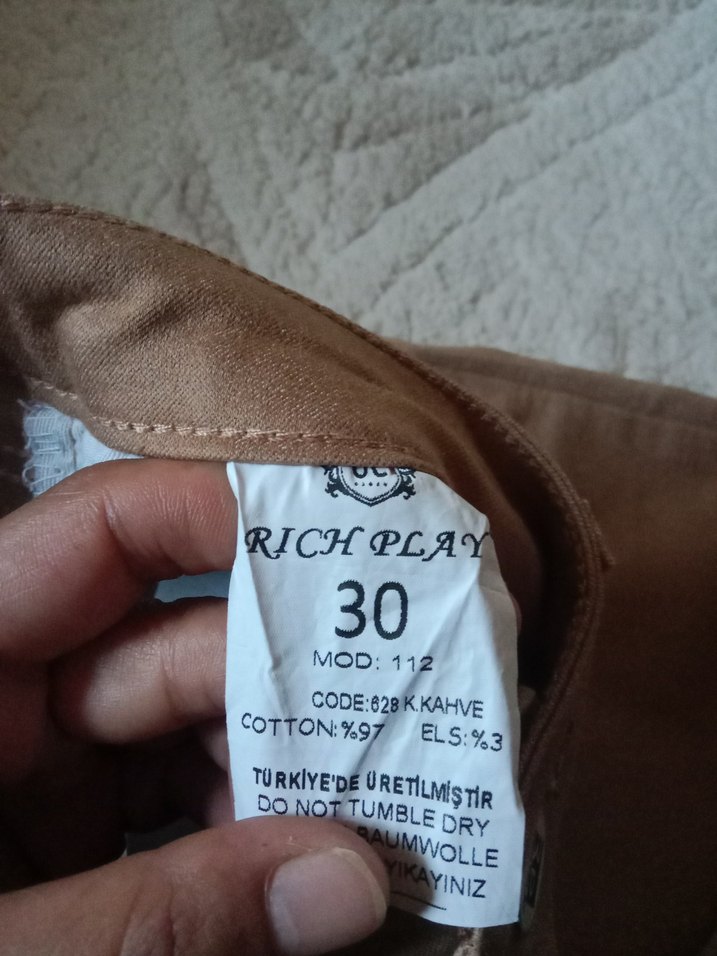 RICH PLAY
30
MOD: 112
CODE:628 K.KAHVE
COTTON:%97 ELS:%3
TÜRKİYE'DE ÜRETİLMİŞTİR
DO NOT TUMBLE DRY
BAUMWOLLE
YIKAYINIZ